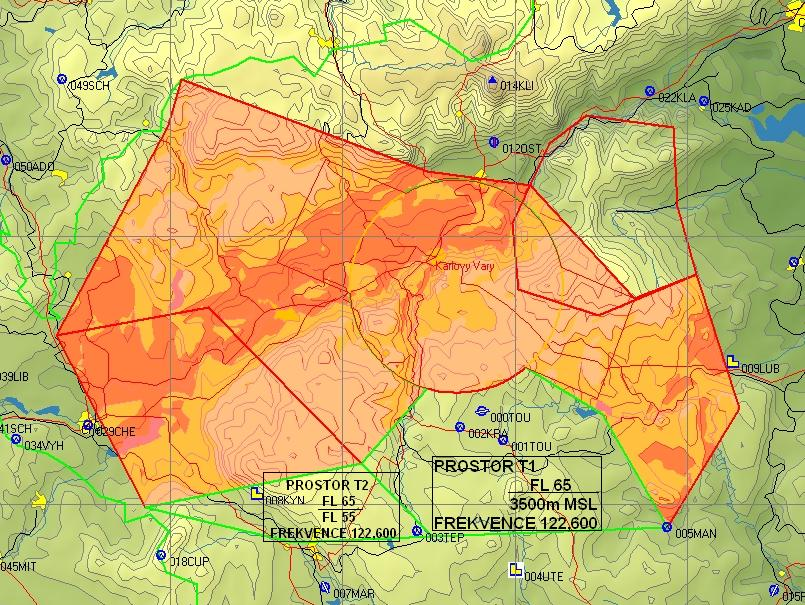 014KLI
049SCH
022KLA
025KAD
012OST
050ADO
Karlovy Vary
009LUB
39LIB
000TOU
002KRA
029CHE
41SCH
034VYH
001TOU
PROSTOR T1
FL 65
3500m MSL
FREKVENCE 122,600
PROSTOR T2
FL 65
FL 55
FREKVENCE 122,600
008KYN
003TEP
005MAN
018CUP
045MIT
004UTE
007MAR